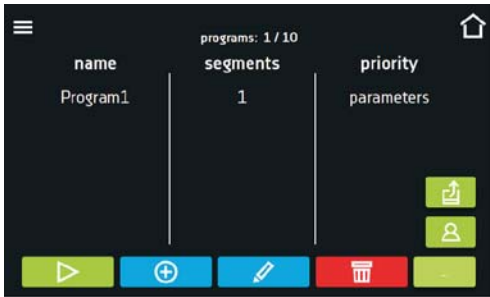 programs: 1 / 10
name segments priority
Program1 1 parameters